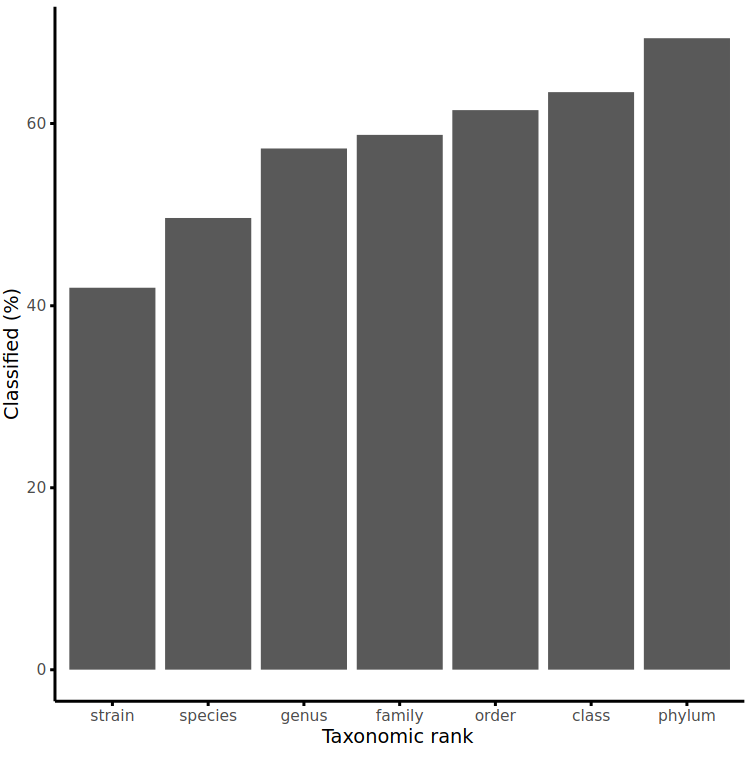 Classified (%)
60
40
20
0
strain species genus family order class phylum
Taxonomic rank